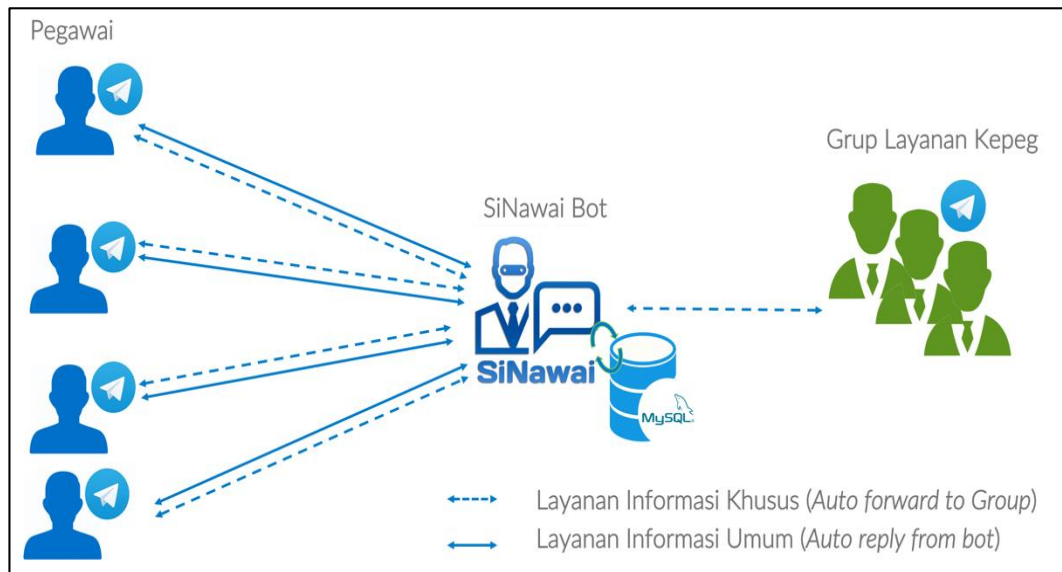 Pegawai
Grup Layanan Kepeg
SiNawai Bot
SiNawai
MySQL
Layanan Informasi Khusus (Auto forward to Group)
Layanan Informasi Umum (Auto reply from bot)